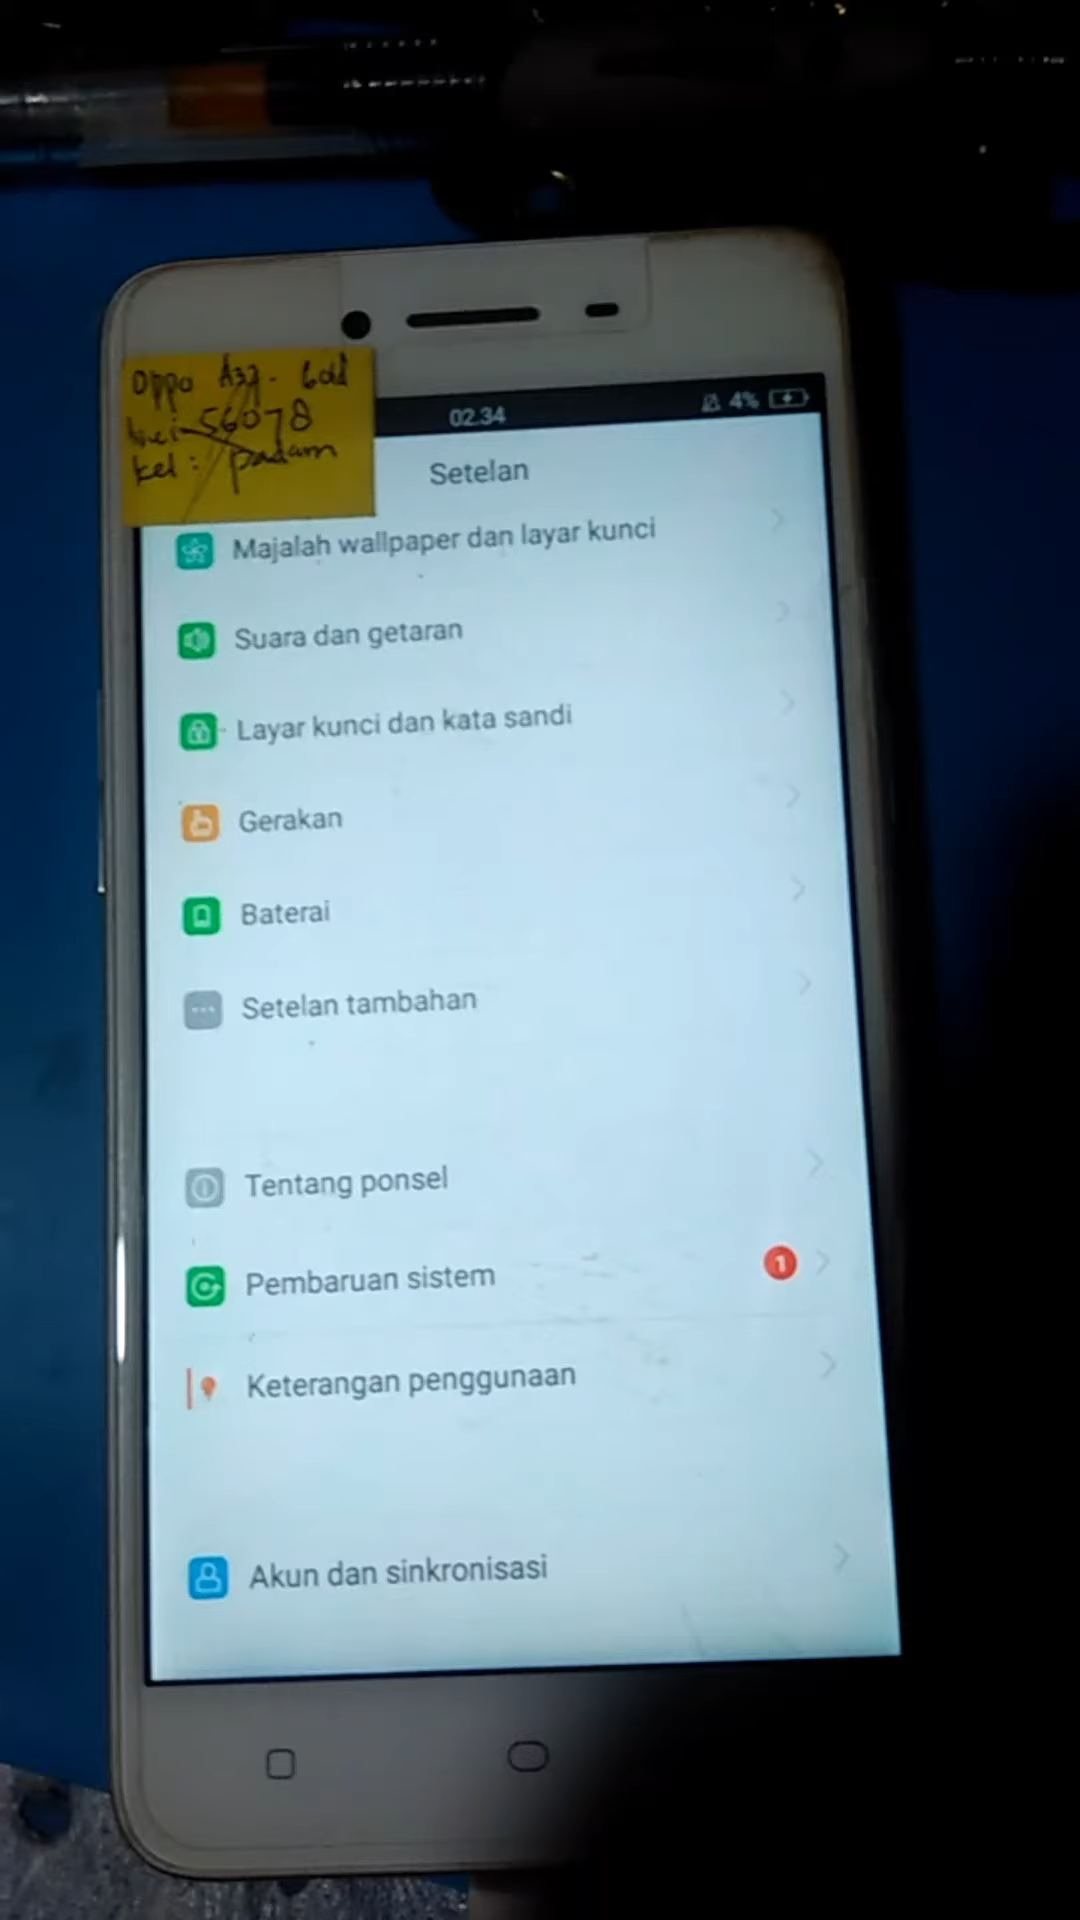 Oppo A37 - Gold
56078
kel : padam
02.34
4%
Setelan
Majalah wallpaper dan layar kunci
Suara dan getaran
Layar kunci dan kata sandi
Gerakan
Baterai
Setelan tambahan
Tentang ponsel
Pembaruan sistem
1
Keterangan penggunaan
Akun dan sinkronisasi